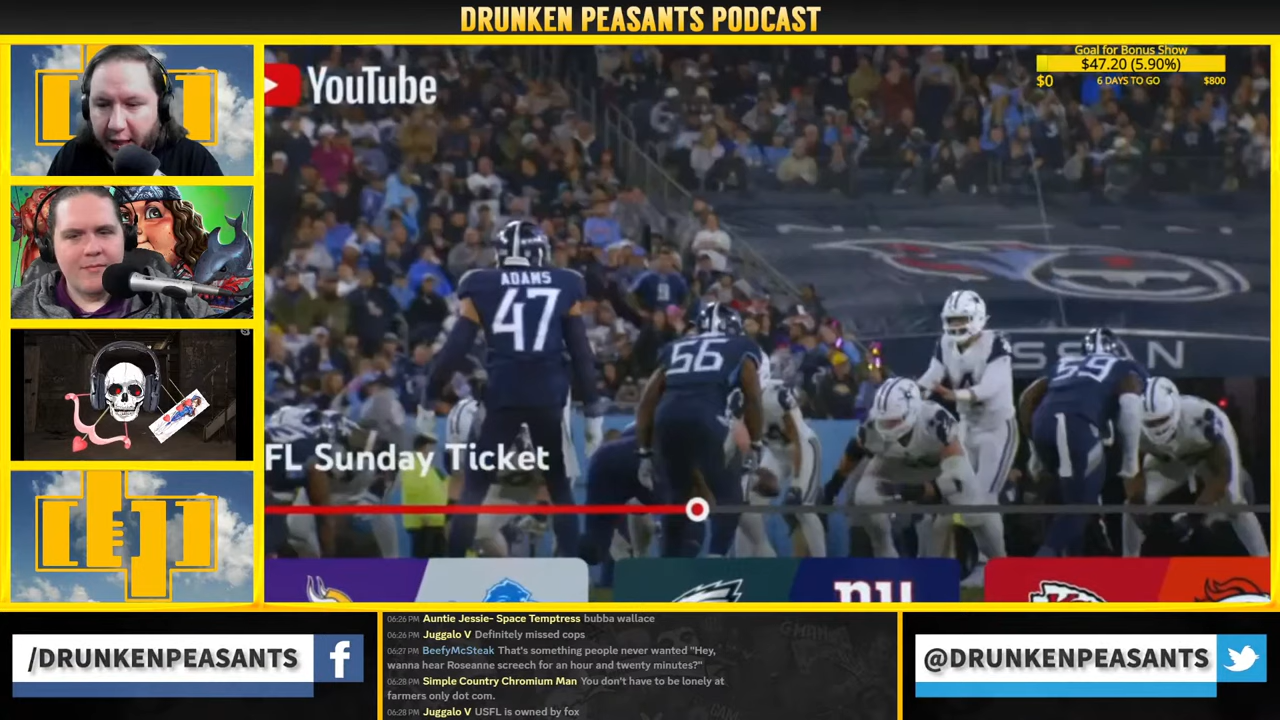 DRUNKEN PEASANTS PODCAST
YouTube
Goal for Bonus Show
$47.20 (5.90%)
$0
6 DAYS TO GO
$800
ADAMS
47
56
59
SSAN
FL Sunday Ticket
nu
/DRUNKENPEASANTS
f
06:26 PM Auntie Jessie- Space Temptress bubba wallace
06:26 PM Juggalo V Definitely missed cops
06:27 PM BeefyMcSteak That's something people never wanted "Hey,
wanna hear Roseanne screech for an hour and twenty minutes?"
06:28 PM Simple Country Chromium Man You don't have to be lonely at
farmers only dot com.
06:28 PM Juggalo V USFL is owned by fox
@DRUNKENPEASANTS